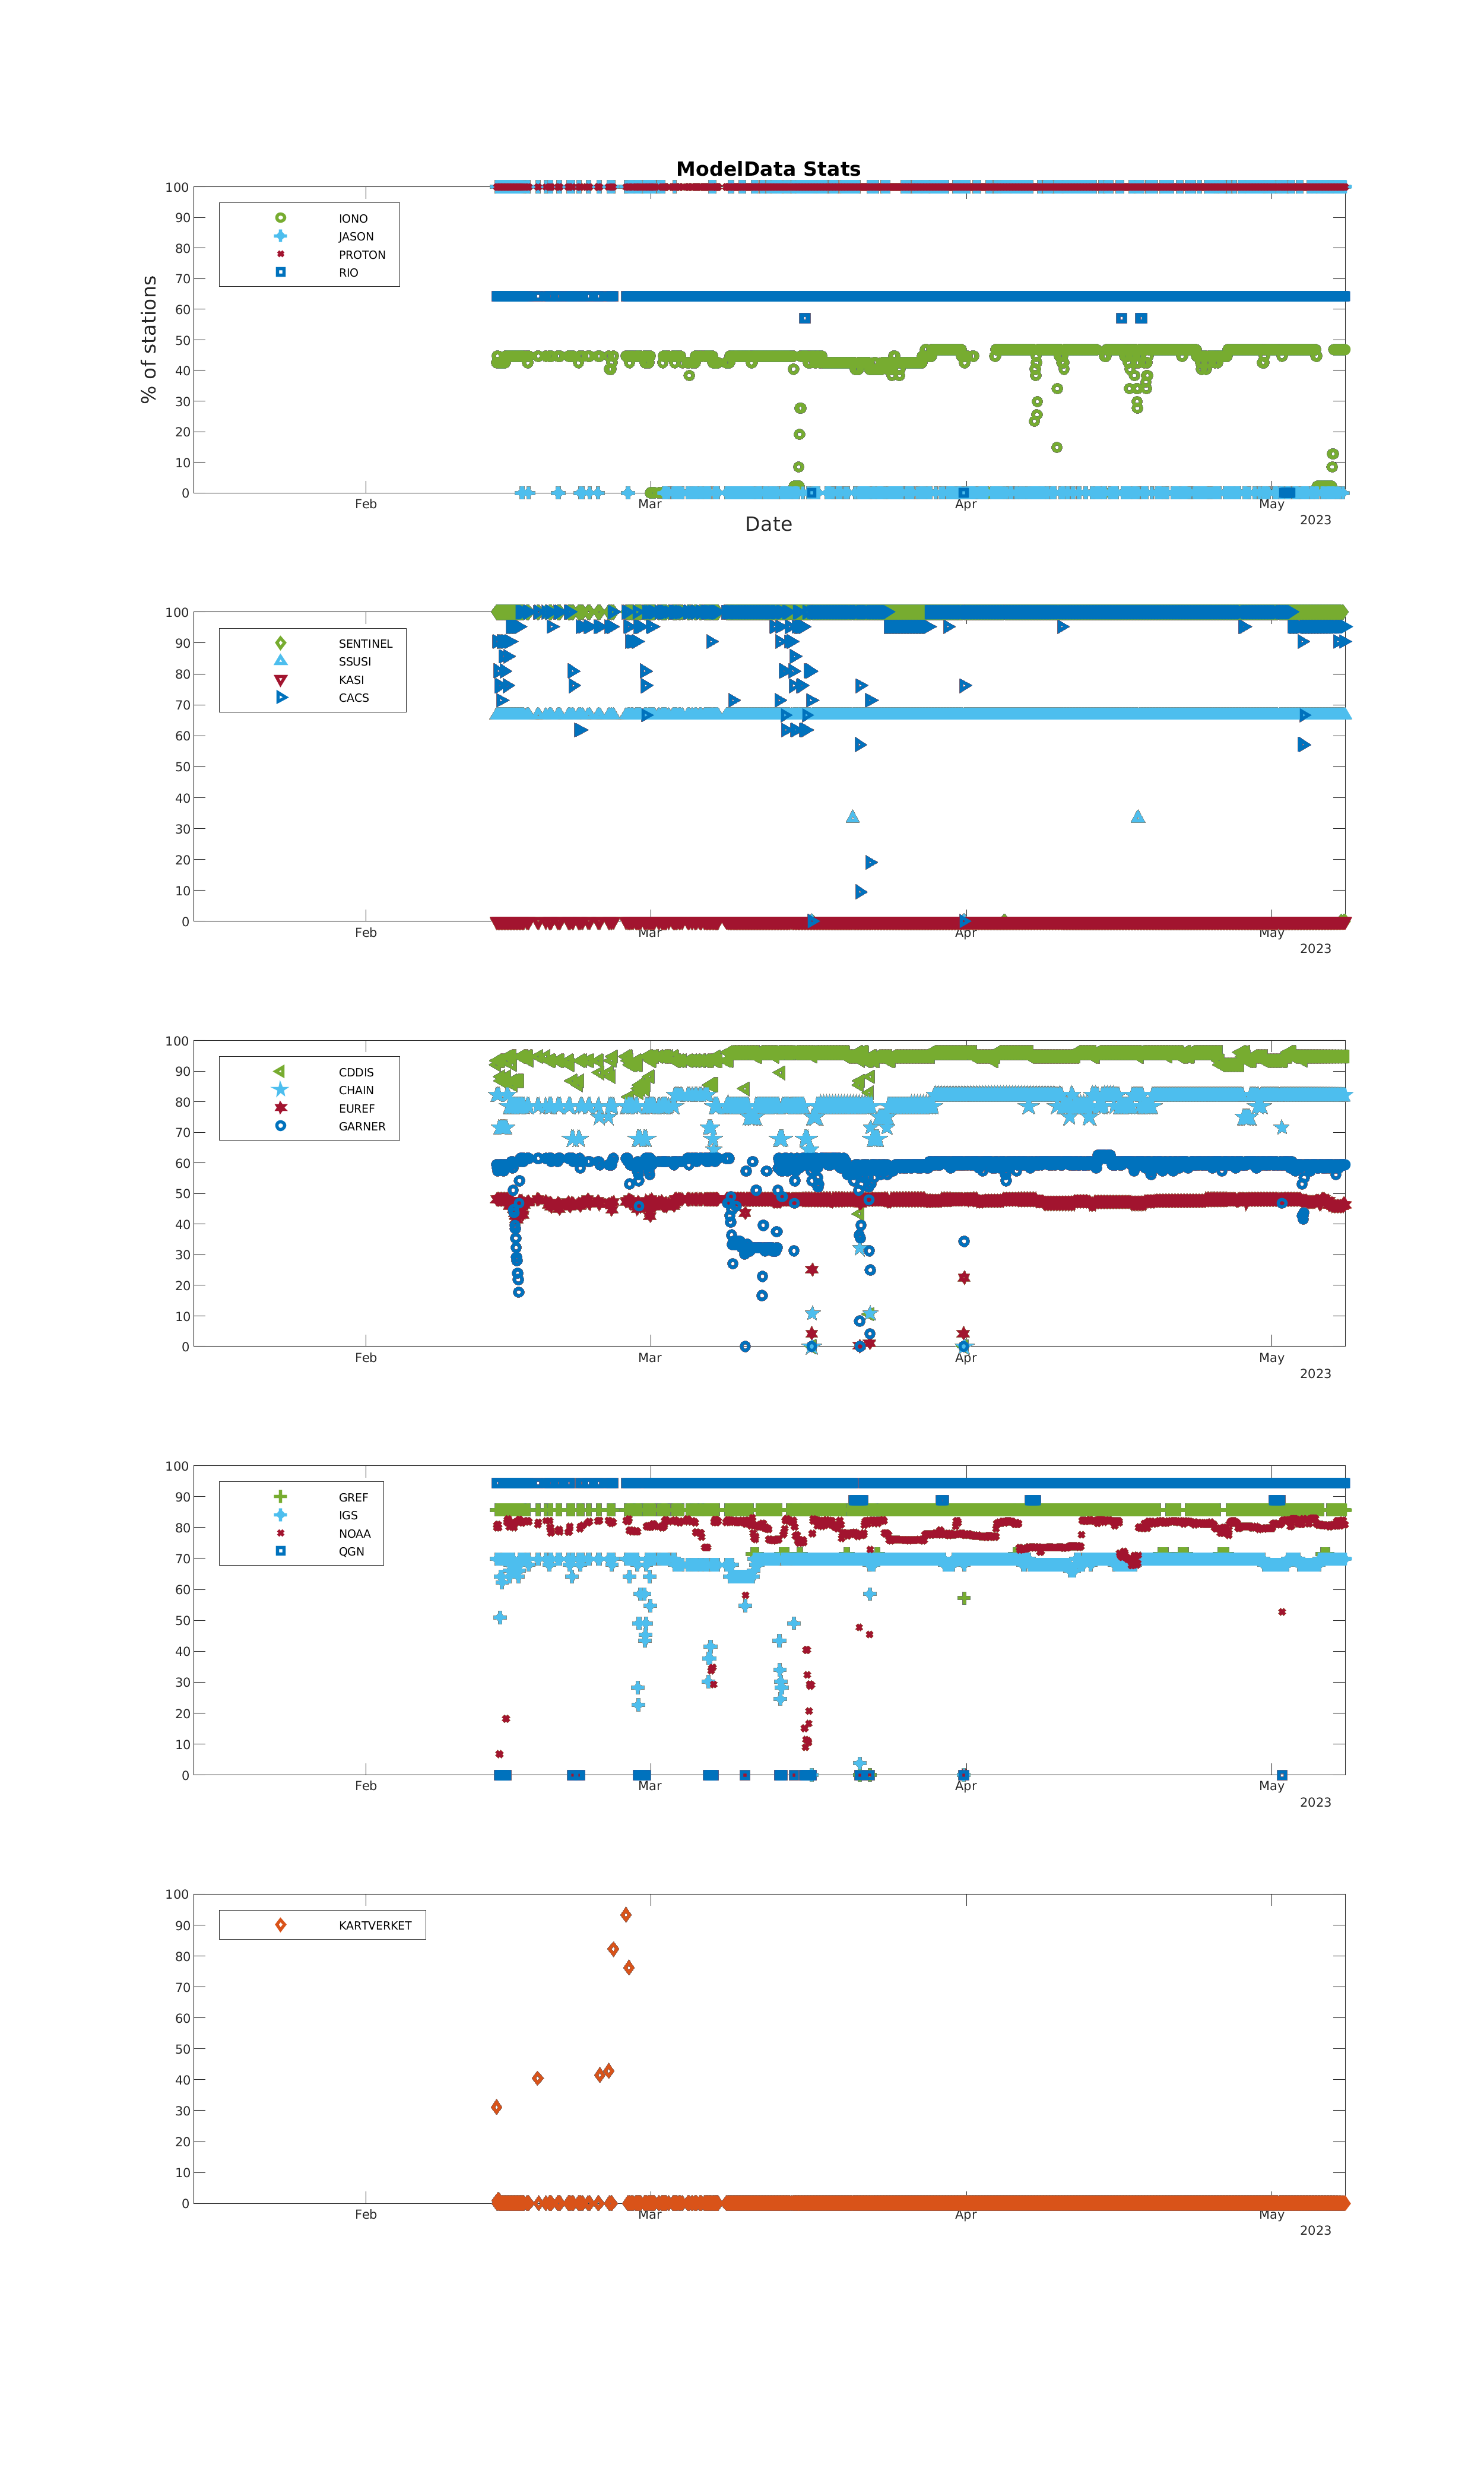 ModelData Stats
100
90
80
70
60
50
40
30
20
10
0
% of stations
IONO
JASON
PROTON
RIO
Feb Mar Apr May
2023
Date
100
90
80
70
60
50
40
30
20
10
0
SENTINEL
SSUSI
KASI
CACS
Feb Mar Apr May
2023
100
90
80
70
60
50
40
30
20
10
0
CDDIS
CHAIN
EUREF
GARNER
Feb Mar Apr May
2023
100
90
80
70
60
50
40
30
20
10
0
GREF
IGS
NOAA
QGN
Feb Mar Apr May
2023
100
90
80
70
60
50
40
30
20
10
0
KARTVERKET
Feb Mar Apr May
2023